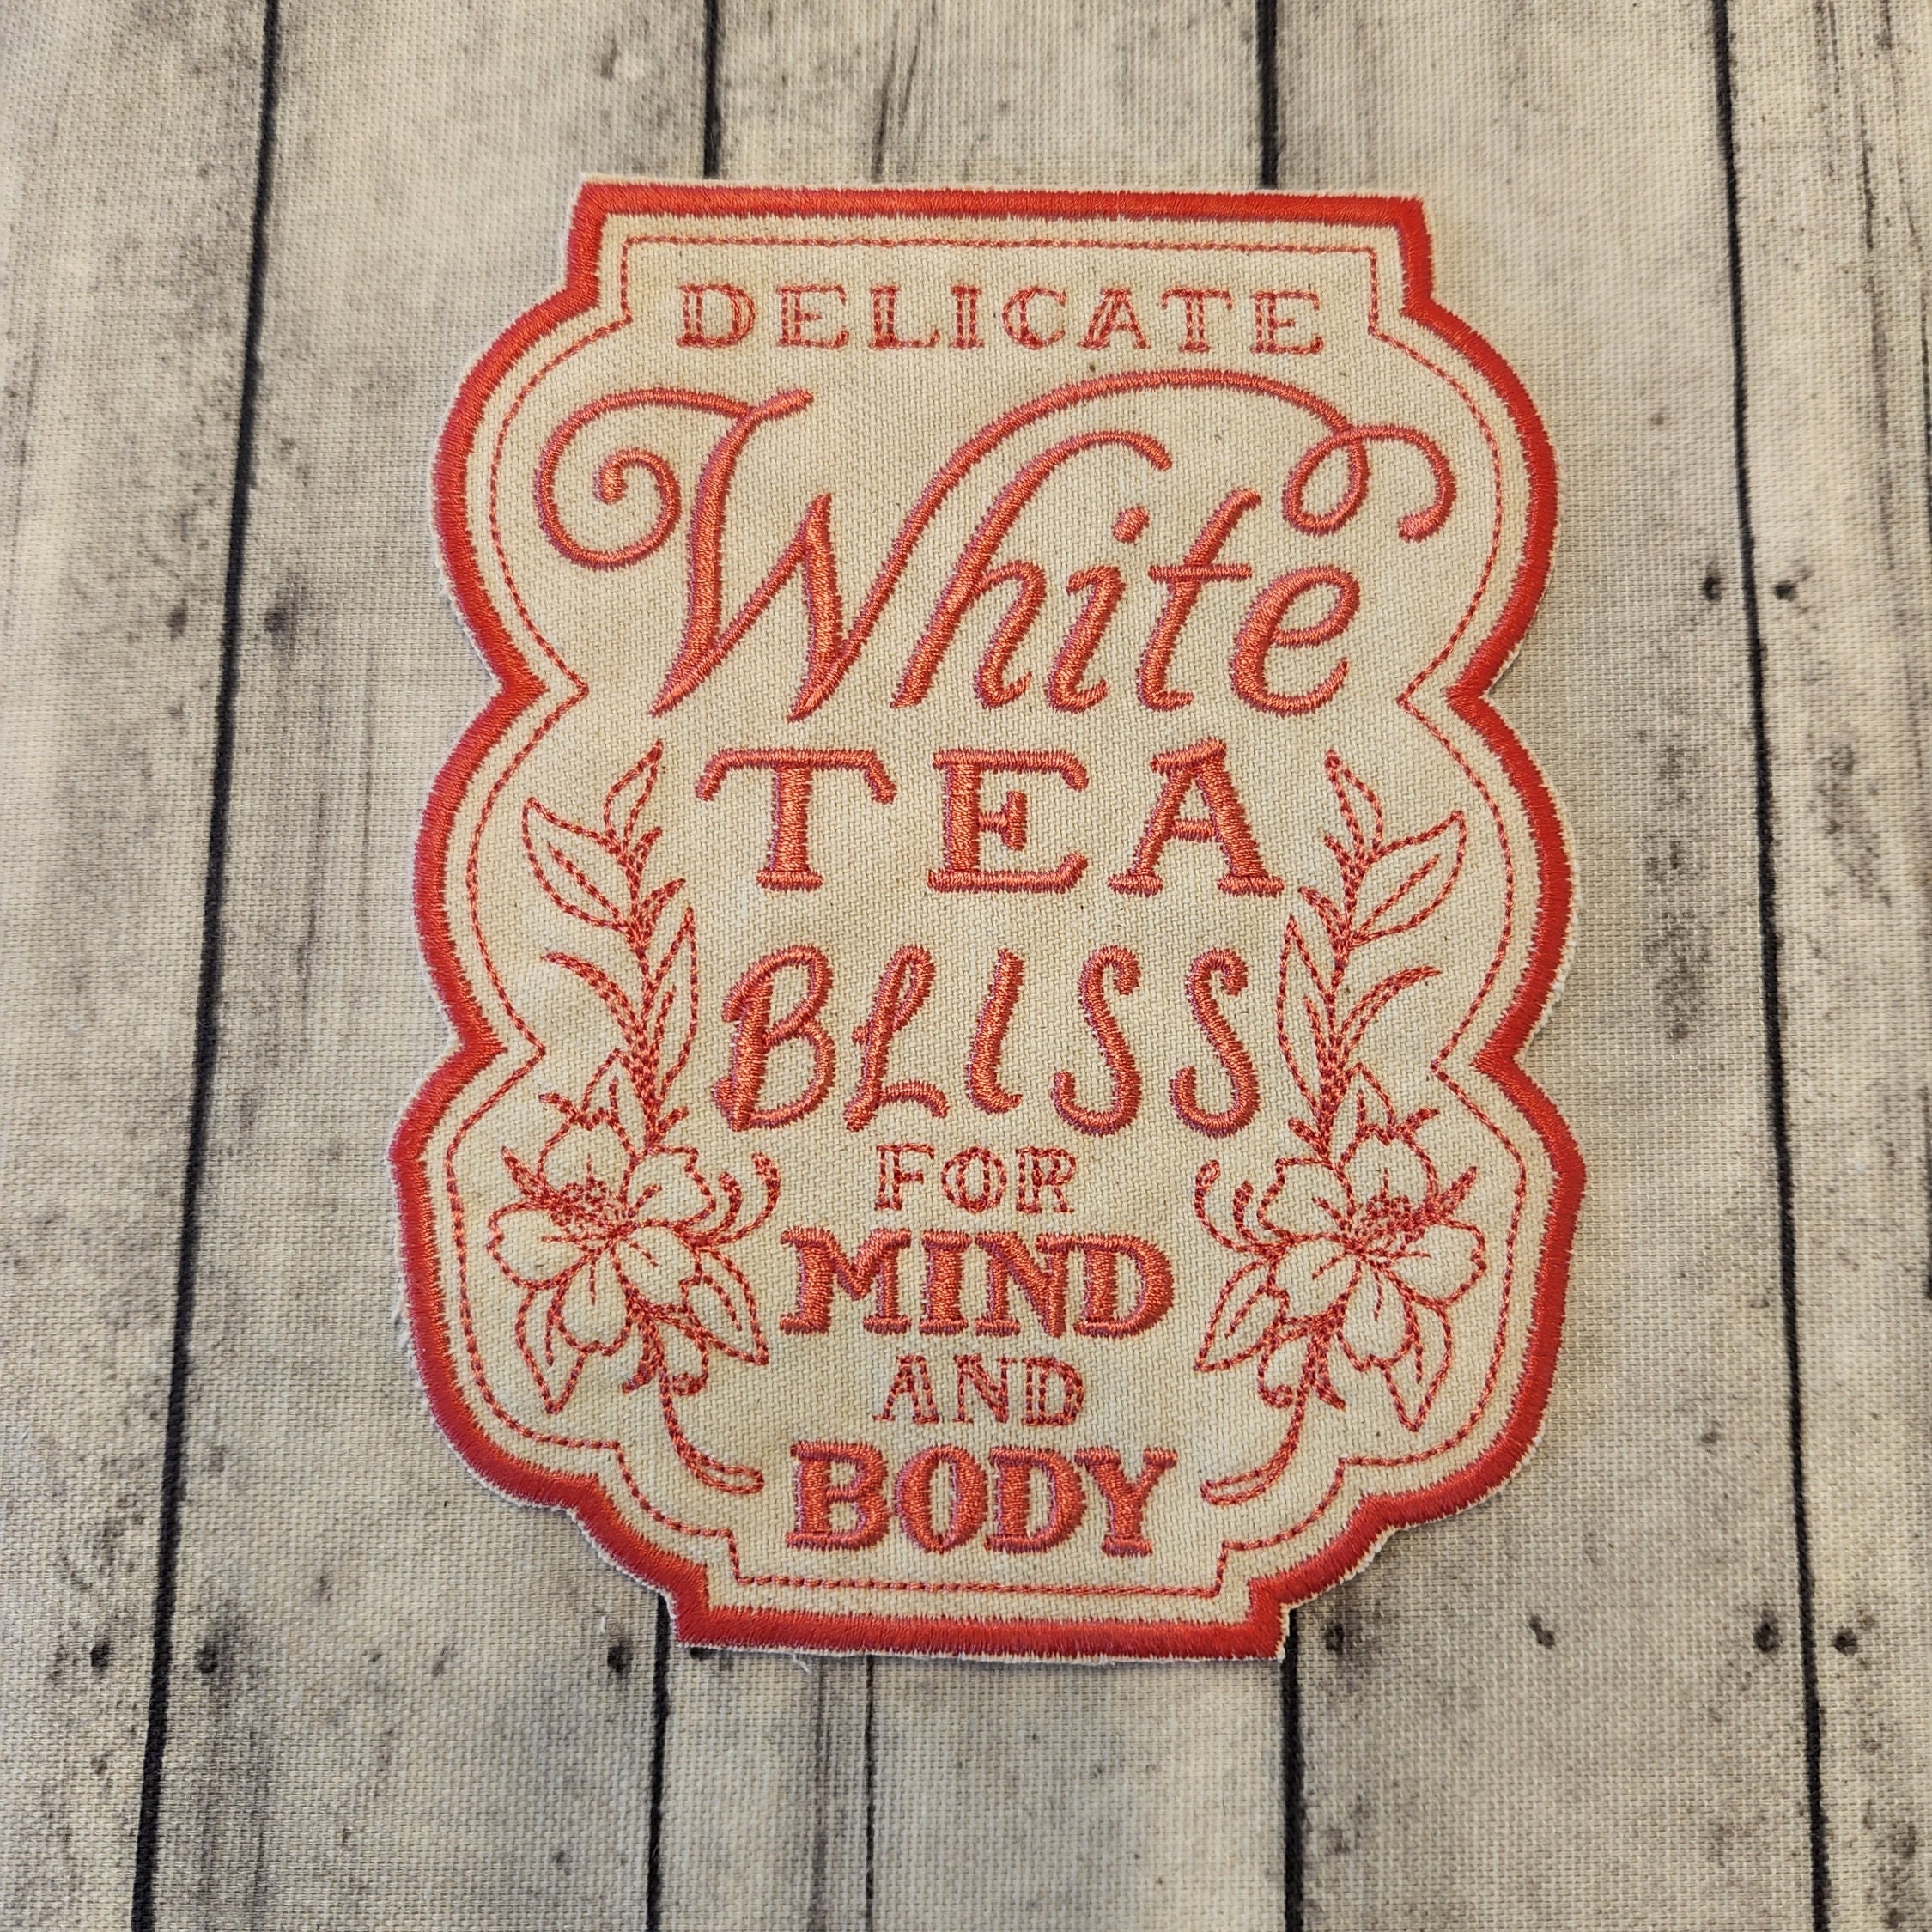 DELICATE
White
TEA
BLISS
FOR
MIND
AND
BODY